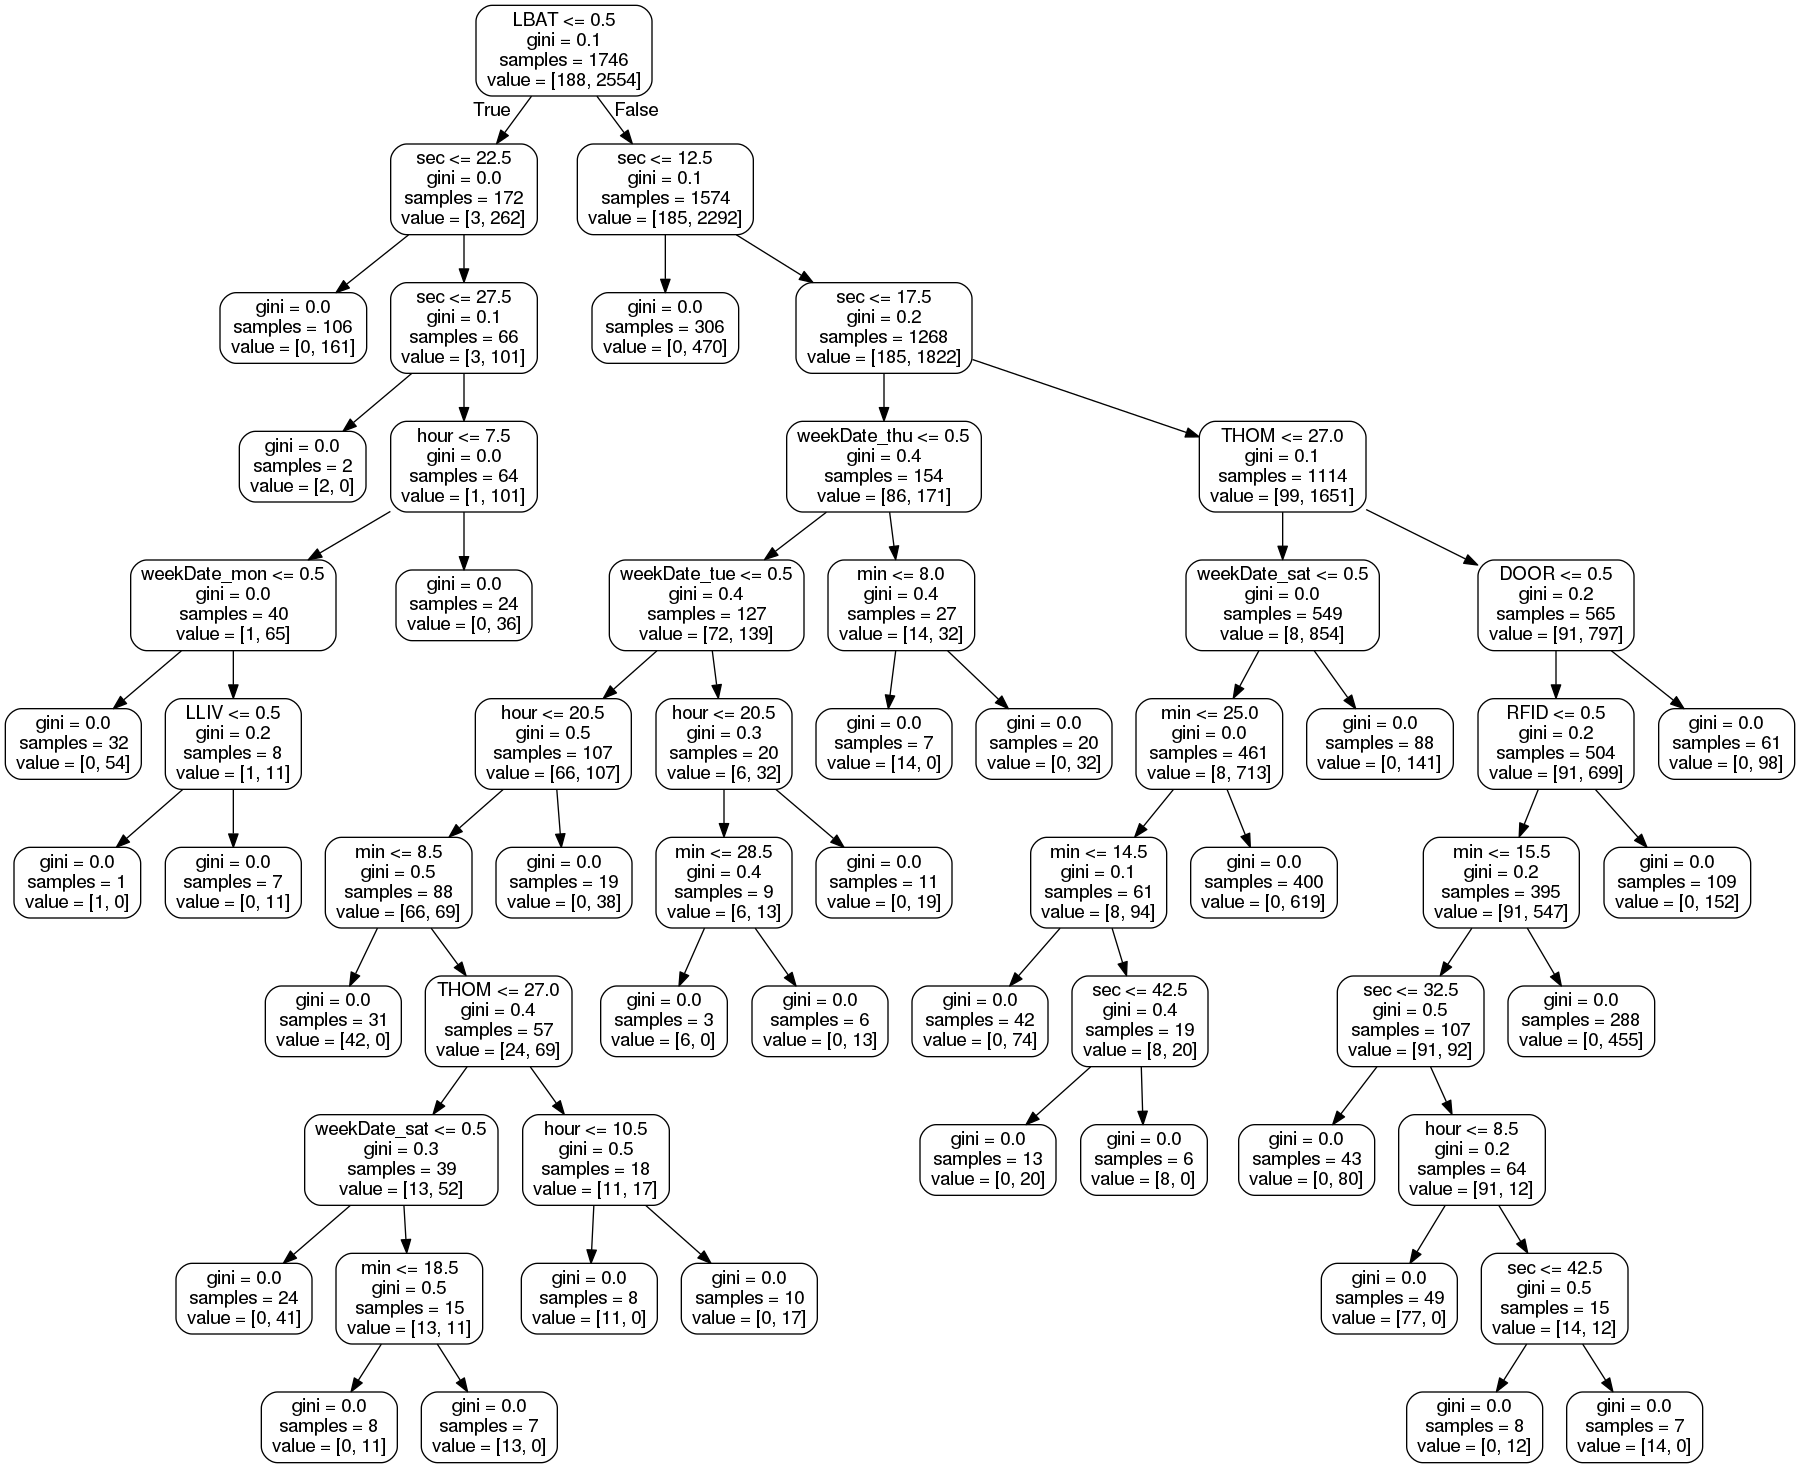 LBAT <= 0.5
gini = 0.1
samples = 1746
value = [188, 2554]
True
False
sec <= 22.5
gini = 0.0
samples = 172
value = [3, 262]
sec <= 12.5
gini = 0.1
samples = 1574
value = [185, 2292]
gini = 0.0
samples = 106
value = [0, 161]
sec <= 27.5
gini = 0.1
samples = 66
value = [3, 101]
gini = 0.0
samples = 306
value = [0, 470]
sec <= 17.5
gini = 0.2
samples = 1268
value = [185, 1822]
gini = 0.0
samples = 2
value = [2, 0]
hour <= 7.5
gini = 0.0
samples = 64
value = [1, 101]
weekDate_thu <= 0.5
gini = 0.4
samples = 154
value = [86, 171]
THOM <= 27.0
gini = 0.1
samples = 1114
value = [99, 1651]
weekDate_mon <= 0.5
gini = 0.0
samples = 40
value = [1, 65]
gini = 0.0
samples = 24
value = [0, 36]
weekDate_tue <= 0.5
gini = 0.4
samples = 127
value = [72, 139]
min <= 8.0
gini = 0.4
samples = 27
value = [14, 32]
weekDate_sat <= 0.5
gini = 0.0
samples = 549
value = [8, 854]
DOOR <= 0.5
gini = 0.2
samples = 565
value = [91, 797]
gini = 0.0
samples = 32
value = [0, 54]
LLIV <= 0.5
gini = 0.2
samples = 8
value = [1, 11]
hour <= 20.5
gini = 0.5
samples = 107
value = [66, 107]
hour <= 20.5
gini = 0.3
samples = 20
value = [6, 32]
gini = 0.0
samples = 7
value = [14, 0]
gini = 0.0
samples = 20
value = [0, 32]
min <= 25.0
gini = 0.0
samples = 461
value = [8, 713]
gini = 0.0
samples = 88
value = [0, 141]
RFID <= 0.5
gini = 0.2
samples = 504
value = [91, 699]
gini = 0.0
samples = 61
value = [0, 98]
gini = 0.0
samples = 1
value = [1, 0]
gini = 0.0
samples = 7
value = [0, 11]
min <= 8.5
gini = 0.5
samples = 88
value = [66, 69]
gini = 0.0
samples = 19
value = [0, 38]
min <= 28.5
gini = 0.4
samples = 9
value = [6, 13]
gini = 0.0
samples = 11
value = [0, 19]
min <= 14.5
gini = 0.1
samples = 61
value = [8, 94]
gini = 0.0
samples = 400
value = [0, 619]
min <= 15.5
gini = 0.2
samples = 395
value = [91, 547]
gini = 0.0
samples = 109
value = [0, 152]
gini = 0.0
samples = 31
value = [42, 0]
THOM <= 27.0
gini = 0.4
samples = 57
value = [24, 69]
gini = 0.0
samples = 3
value = [6, 0]
gini = 0.0
samples = 6
value = [0, 13]
gini = 0.0
samples = 42
value = [0, 74]
sec <= 42.5
gini = 0.4
samples = 19
value = [8, 20]
sec <= 32.5
gini = 0.5
samples = 107
value = [91, 92]
gini = 0.0
samples = 288
value = [0, 455]
weekDate_sat <= 0.5
gini = 0.3
samples = 39
value = [13, 52]
hour <= 10.5
gini = 0.5
samples = 18
value = [11, 17]
gini = 0.0
samples = 13
value = [0, 20]
gini = 0.0
samples = 6
value = [8, 0]
gini = 0.0
samples = 43
value = [0, 80]
hour <= 8.5
gini = 0.2
samples = 64
value = [91, 12]
gini = 0.0
samples = 24
value = [0, 41]
min <= 18.5
gini = 0.5
samples = 15
value = [13, 11]
gini = 0.0
samples = 8
value = [11, 0]
gini = 0.0
samples = 10
value = [0, 17]
gini = 0.0
samples = 49
value = [77, 0]
sec <= 42.5
gini = 0.5
samples = 15
value = [14, 12]
gini = 0.0
samples = 8
value = [0, 11]
gini = 0.0
samples = 7
value = [13, 0]
gini = 0.0
samples = 8
value = [0, 12]
gini = 0.0
samples = 7
value = [14, 0]